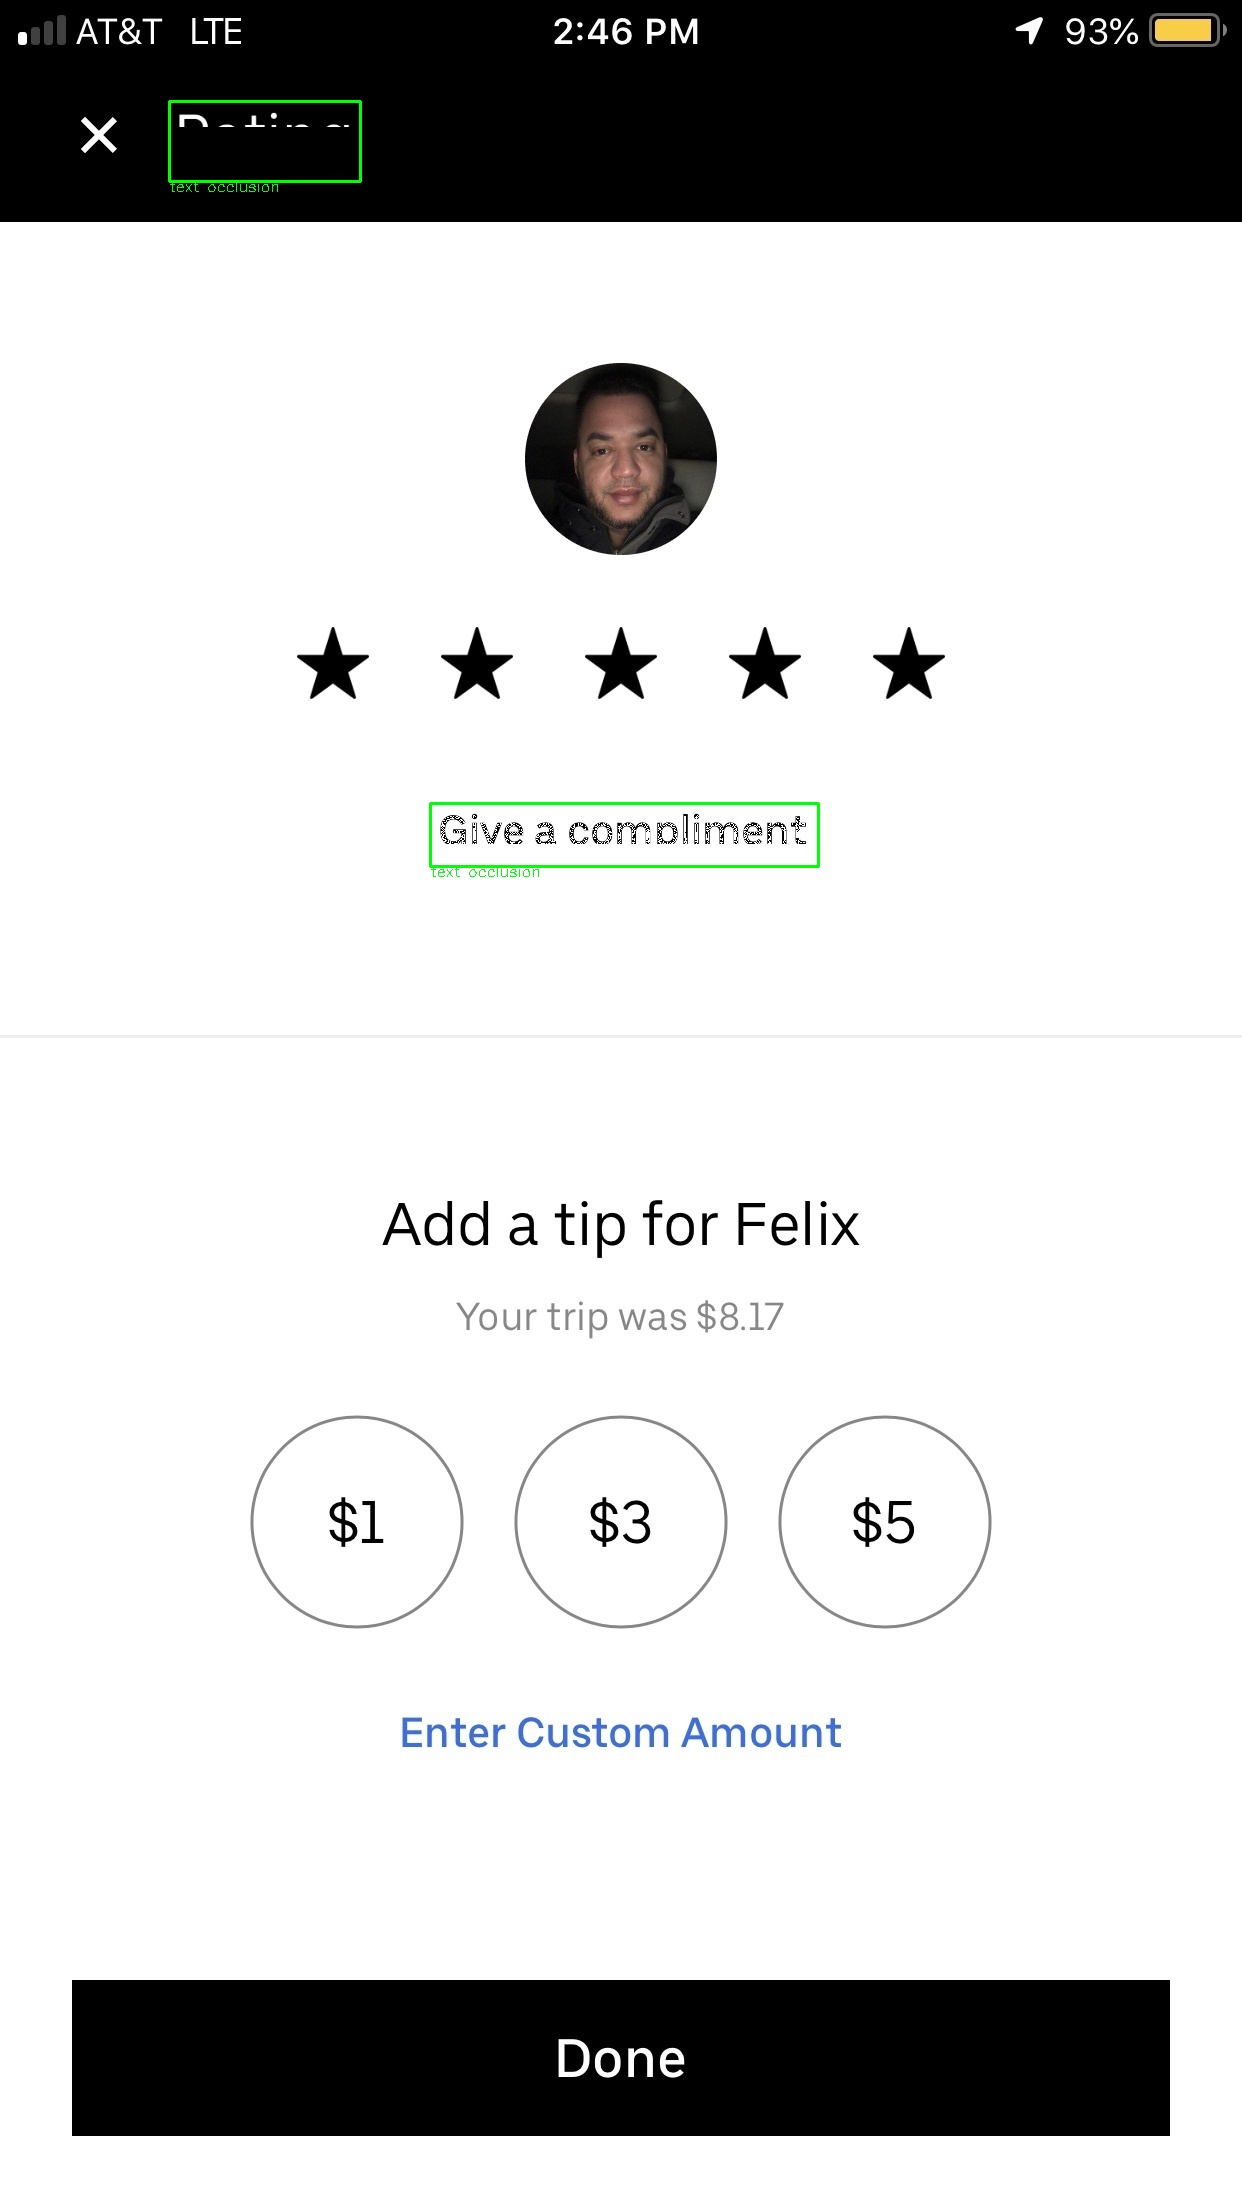 AT&T LTE 2:46 PM 93%
text occlusion
Give a compliment
text occlusion
Add a tip for Felix
Your trip was $8.17
$1 $3 $5
Enter Custom Amount
Done